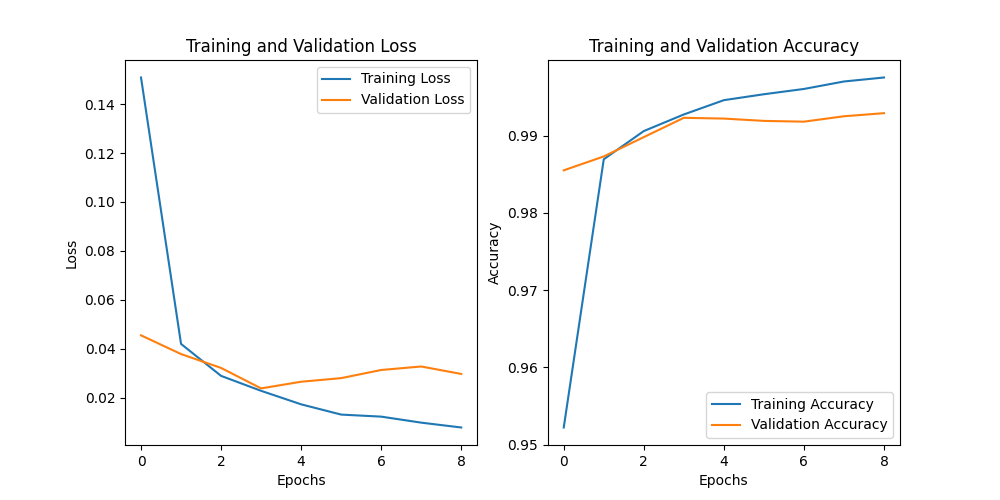 Training and Validation Loss
Training Loss
Validation Loss
0.14
0.12
0.10
0.08
0.06
0.04
0.02
Loss
0 2 4 6 8
Epochs
Training and Validation Accuracy
0.99
0.98
0.97
0.96
0.95
Accuracy
Training Accuracy
Validation Accuracy
0 2 4 6 8
Epochs